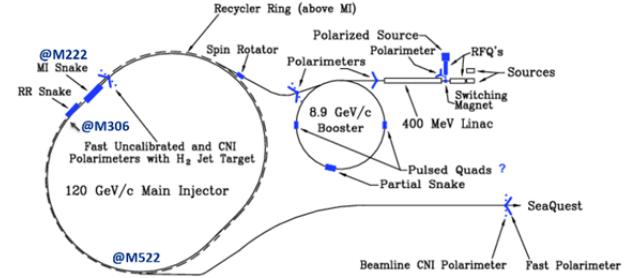 Recycler Ring (above MI)
Polarized Source
@M222
Spin Rotator
Polarimeter
RFQ's
MI Snake
Polarimeters
Sources
RR Snake
Switching
Magnet
@M306
8.9 GeV/c
Booster
400 MeV Linac
Fast Uncalibrated and CNI
Polarimeters with H2 Jet Target
Pulsed Quads ?
120 GeV/c Main Injector
Partial Snake
SeaQuest
@M522
Beamline CNI Polarimeter
Fast Polarimeter